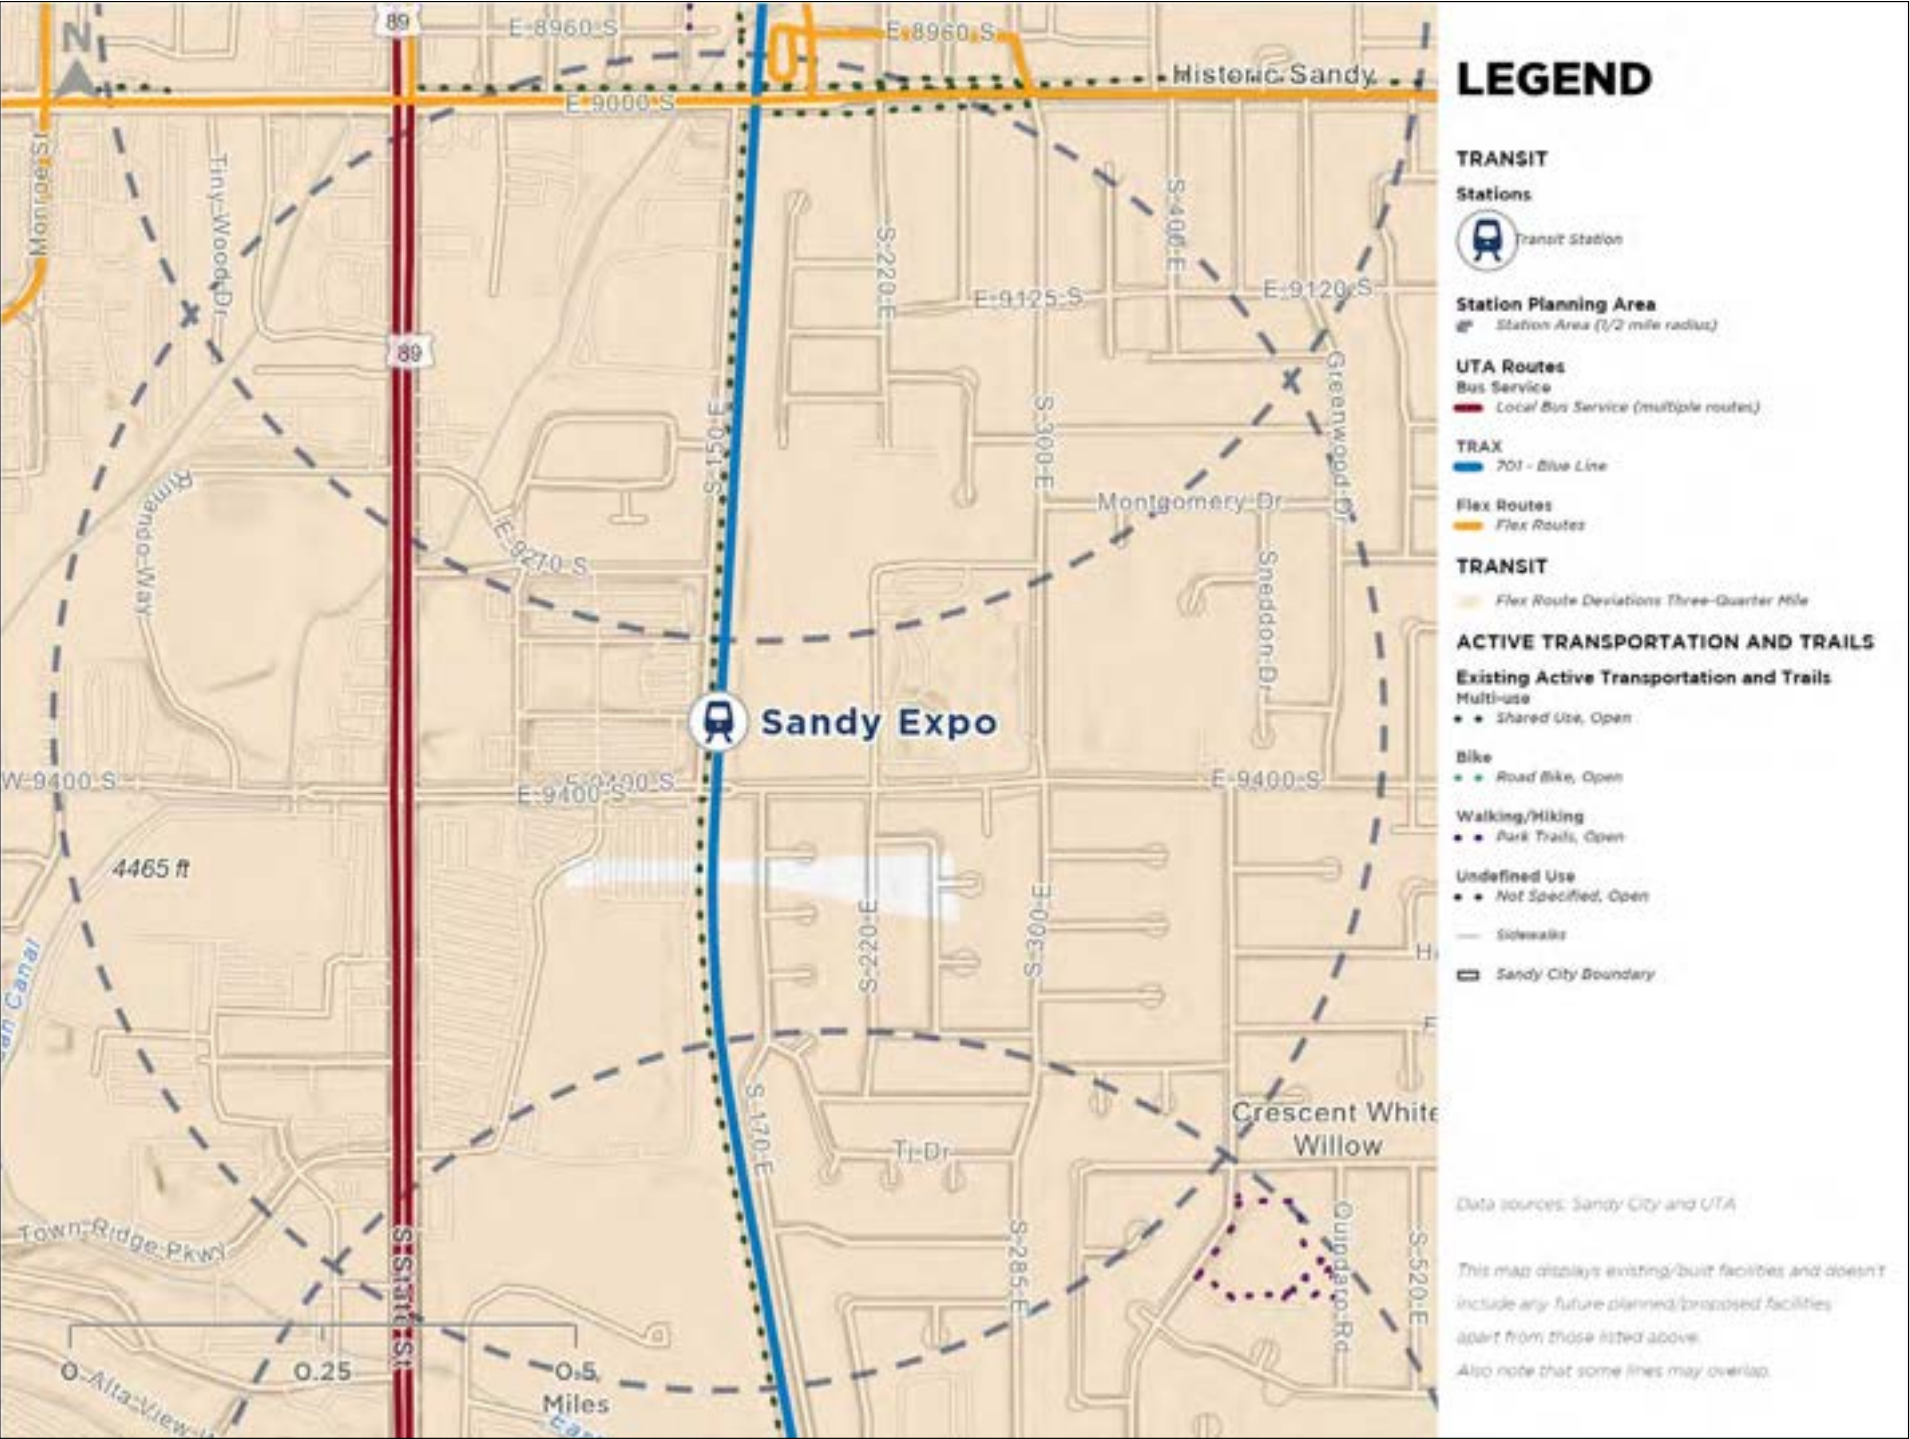 89
E 8960 S
E 8960 S
N
Historic Sandy
E 9000 S
Monroe St
Tiny Wood Dr
S 220 E
S 400 E
E 9125 S
E 9120 S
89
S 150 E
S 300 E
Greenwood Dr
Rimando Way
Montgomery Dr
E 9270 S
Sneddon Dr
Sandy Expo
W 9400 S
E 9400 S
E 9400 S
E 9400 S
4465 ft
S 220 E
S 300 E
Canal
S 170 E
Crescent White
Willow
TJ Dr
Town Ridge Pkwy
S State St
S 285 E
Quindaro Rd
S 520 E
0 0.25 0.5
Miles
Alta View
East
LEGEND
TRANSIT
Stations
Transit Station
Station Planning Area
Station Area (1/2 mile radius)
UTA Routes
Bus Service
Local Bus Service (multiple routes)
TRAX
701 - Blue Line
Flex Routes
Flex Routes
TRANSIT
Flex Route Deviations Three-Quarter Mile
ACTIVE TRANSPORTATION AND TRAILS
Existing Active Transportation and Trails
Multi-use
Shared Use, Open
Bike
Road Bike, Open
Walking/Hiking
Park Trails, Open
Undefined Use
Not Specified, Open
Sidewalks
Sandy City Boundary
Data sources: Sandy City and UTA
This map displays existing/built facilities and doesn't
include any future planned/proposed facilities
apart from those listed above.
Also note that some lines may overlap.